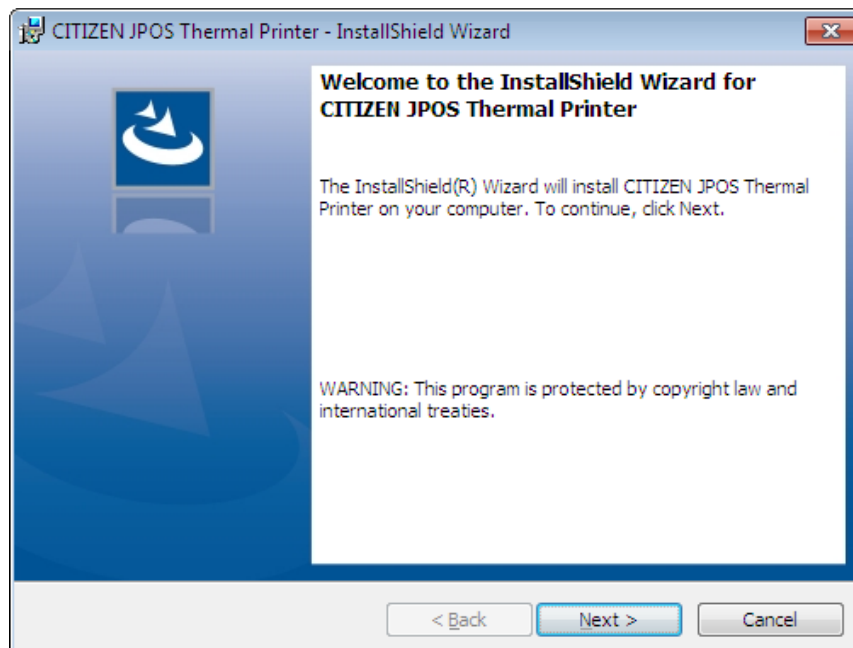 CITIZEN JPOS Thermal Printer - InstallShield Wizard
Welcome to the InstallShield Wizard for
CITIZEN JPOS Thermal Printer
The InstallShield(R) Wizard will install CITIZEN JPOS Thermal
Printer on your computer. To continue, click Next.
WARNING: This program is protected by copyright law and
international treaties.
< Back
Next >
Cancel